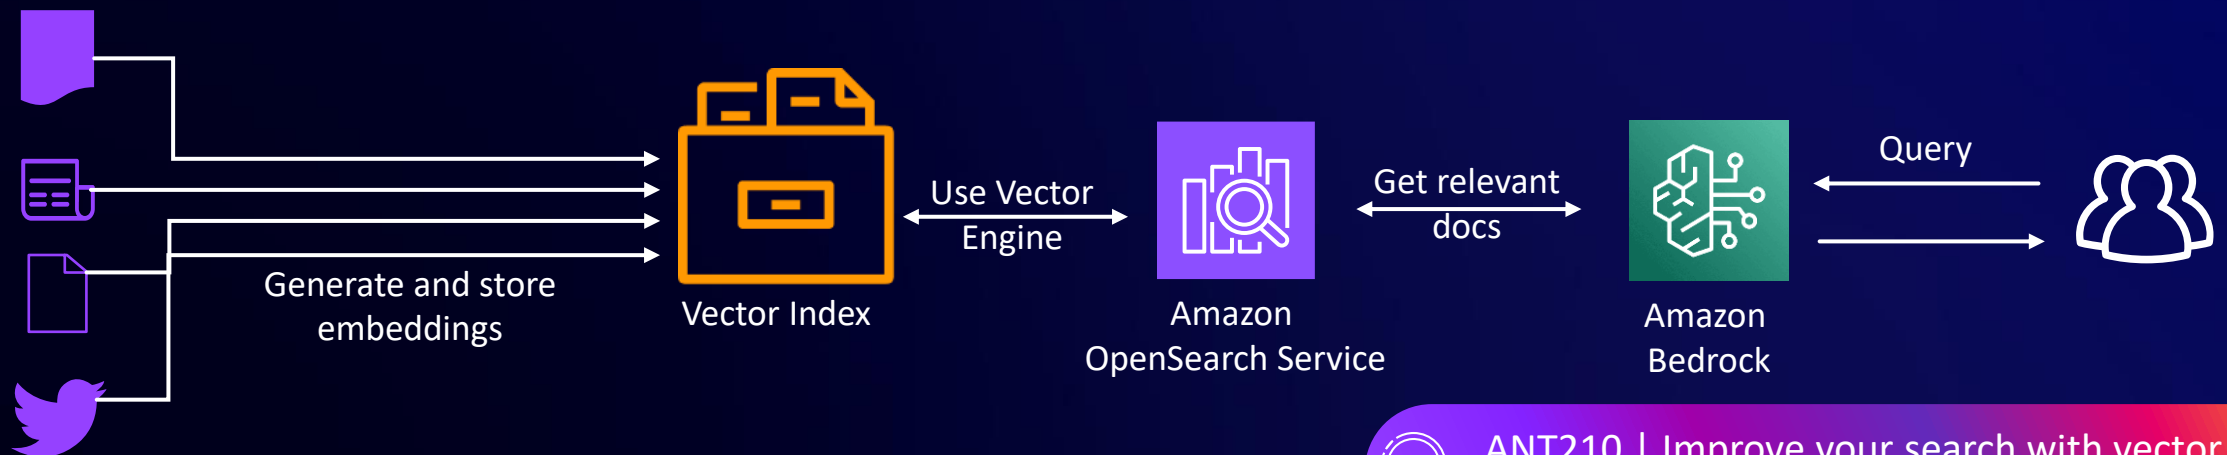 Generate and store
embeddings
Vector Index
Use Vector
Engine
Amazon
OpenSearch Service
Get relevant
docs
Amazon
Bedrock
Query
ANT210 | Improve your search with vector